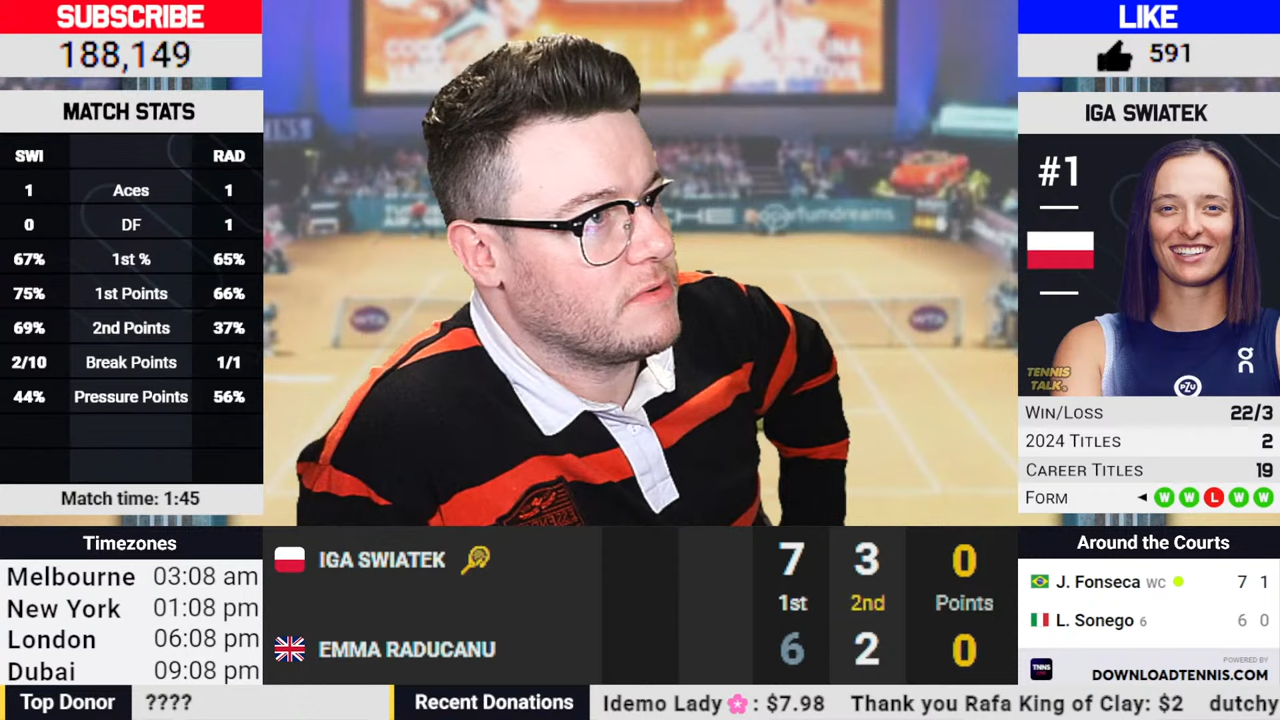 SUBSCRIBE
188,149
MATCH STATS
SWI RAD
1 Aces 1
0 DF 1
67% 1st % 65%
75% 1st Points 66%
69% 2nd Points 37%
2/10 Break Points 1/1
44% Pressure Points 56%
Match time: 1:45
Timezones
Melbourne 03:08 am
New York 01:08 pm
London 06:08 pm
Dubai 09:08 pm
LIKE
591
IGA SWIATEK
#1
TENNIS
TALK
PZU
WIN/LOSS 22/3
2024 TITLES 2
CAREER TITLES 19
FORM W W L W W
IGA SWIATEK 7 3 0
1st 2nd Points
EMMA RADUCANU 6 2 0
Around the Courts
J. Fonseca WC 7 1
L. Sonego 6 6 0
POWERED BY
DOWNLOADTENNIS.COM
Top Donor ???? Recent Donations Idemo Lady🌸: $7.98 Thank you Rafa King of Clay: $2 dutchy